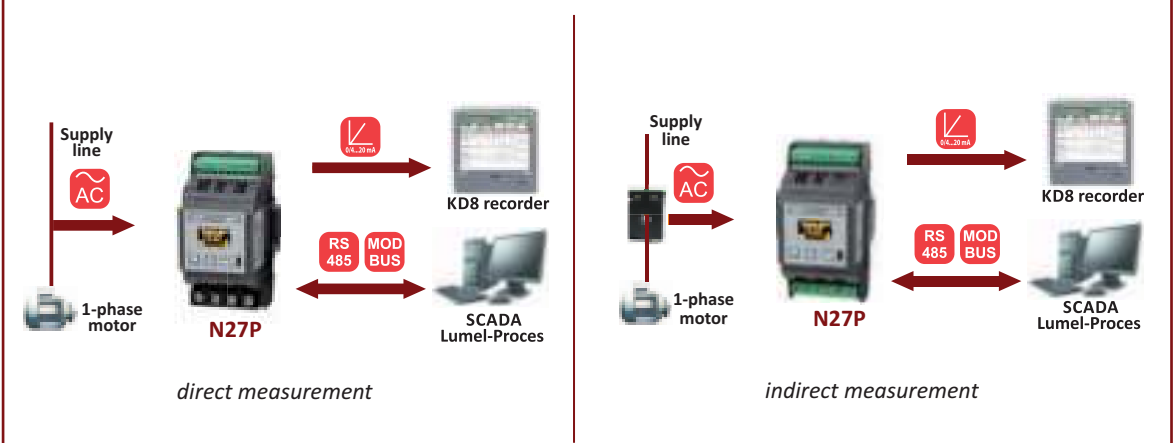 Supply
line
AC
1-phase
motor
N27P
0/4...20 mA
KD8 recorder
RS
485
MOD
BUS
SCADA
Lumel-Proces
direct measurement
Supply
line
AC
1-phase
motor
N27P
0/4...20 mA
KD8 recorder
RS
485
MOD
BUS
SCADA
Lumel-Proces
indirect measurement